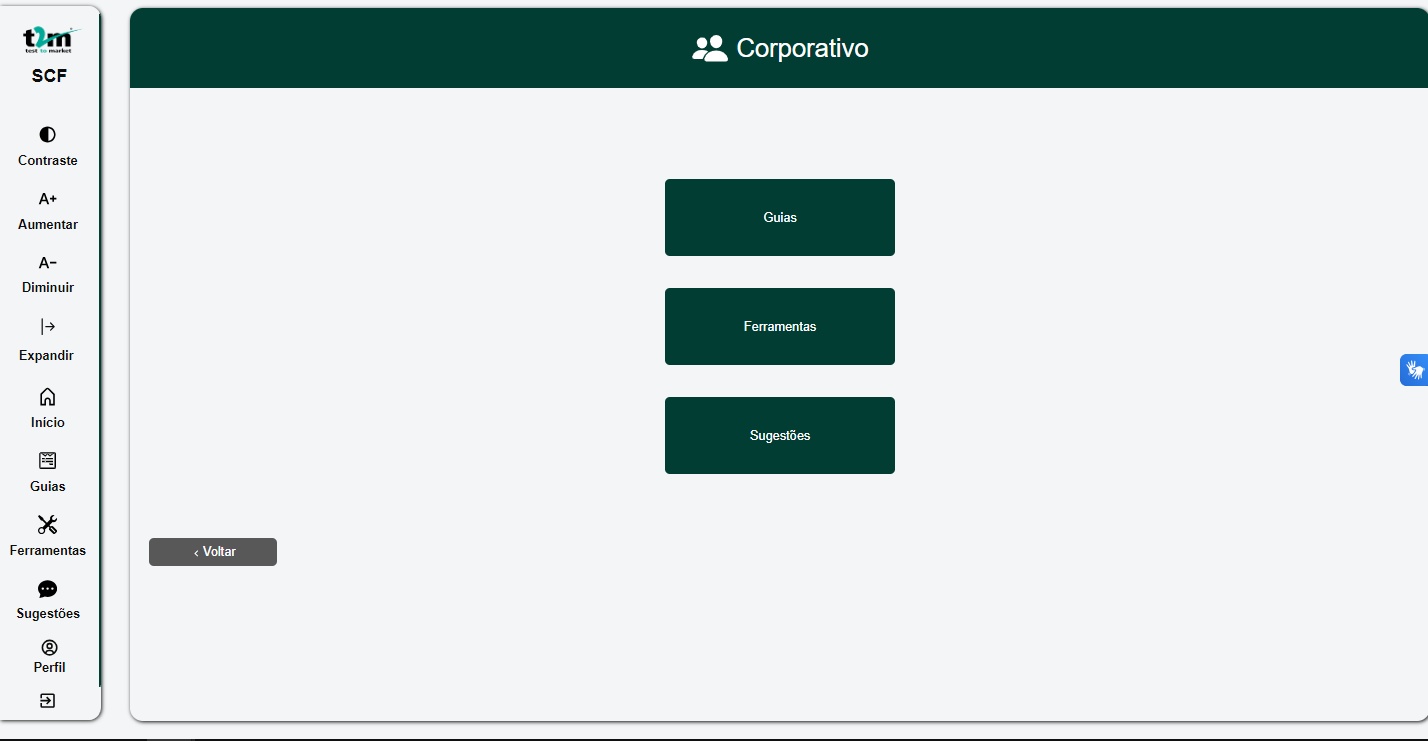 t2m
test to market
SCF
Contraste
A+
Aumentar
A-
Diminuir
Expandir
Início
Guias
Ferramentas
Sugestões
Perfil
Corporativo
Guias
Ferramentas
Sugestões
‹ Voltar